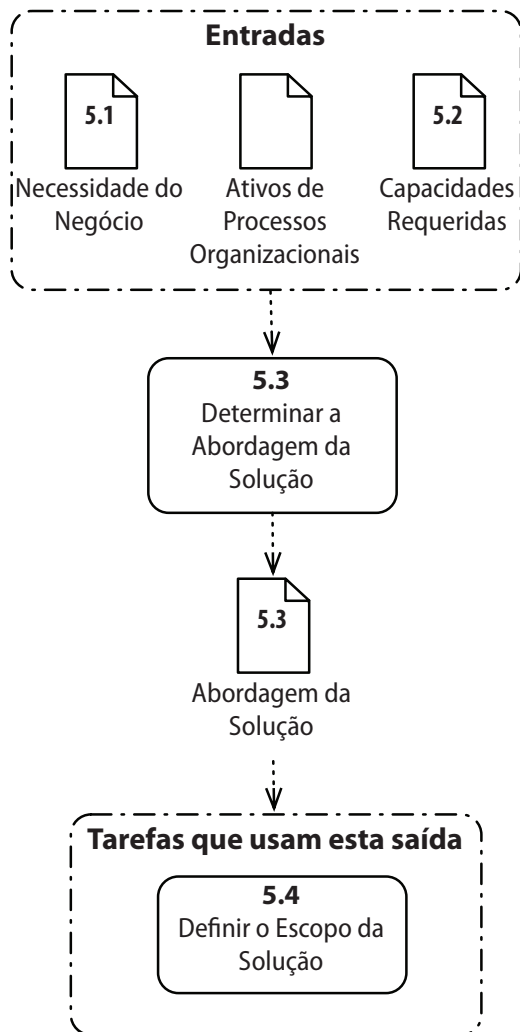 Entradas
5.1
5.2
Necessidade do
Negócio
Ativos de
Processos
Organizacionais
Capacidades
Requeridas
5.3
Determinar a
Abordagem da
Solução
5.3
Abordagem da
Solução
Tarefas que usam esta saída
5.4
Definir o Escopo da
Solução